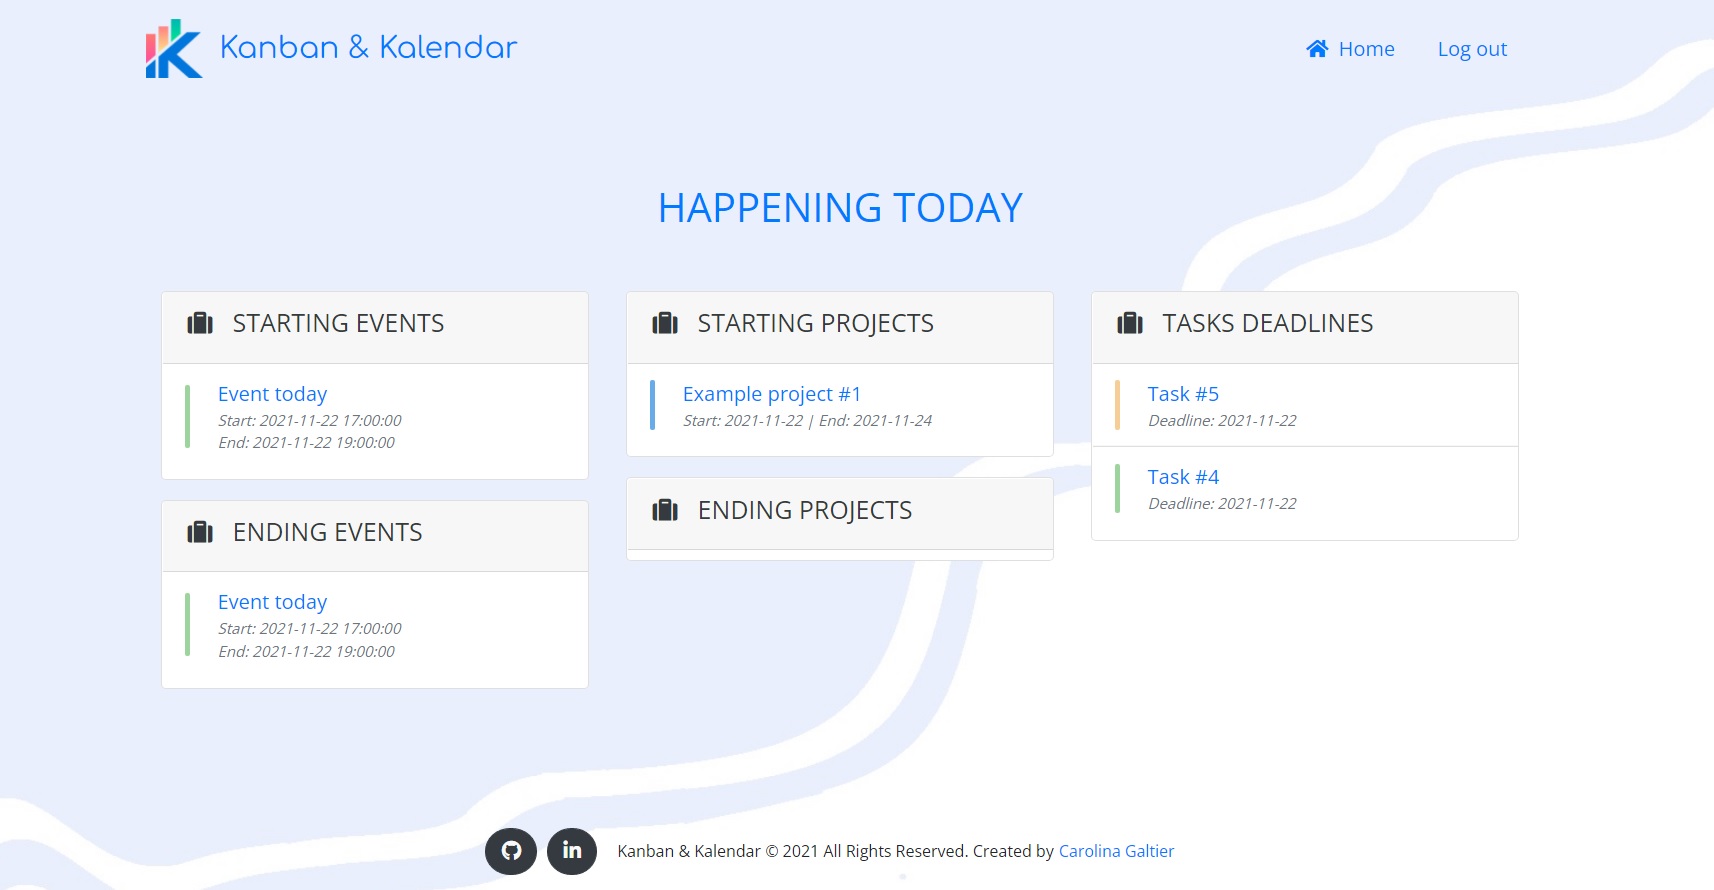 Kanban & Kalendar
Home
Log out
HAPPENING TODAY
STARTING EVENTS
Event today
Start: 2021-11-22 17:00:00
End: 2021-11-22 19:00:00
ENDING EVENTS
Event today
Start: 2021-11-22 17:00:00
End: 2021-11-22 19:00:00
STARTING PROJECTS
Example project #1
Start: 2021-11-22 | End: 2021-11-24
ENDING PROJECTS
TASKS DEADLINES
Task #5
Deadline: 2021-11-22
Task #4
Deadline: 2021-11-22
in
Kanban & Kalendar © 2021 All Rights Reserved. Created by Carolina Galtier